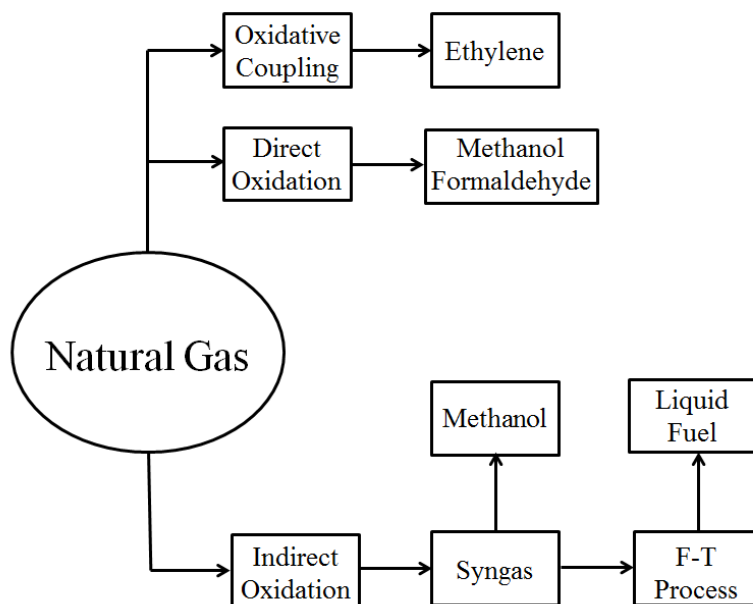 Oxidative
Coupling
Ethylene
Direct
Oxidation
Methanol
Formaldehyde
Natural Gas
Methanol
Liquid
Fuel
Indirect
Oxidation
Syngas
F-T
Process